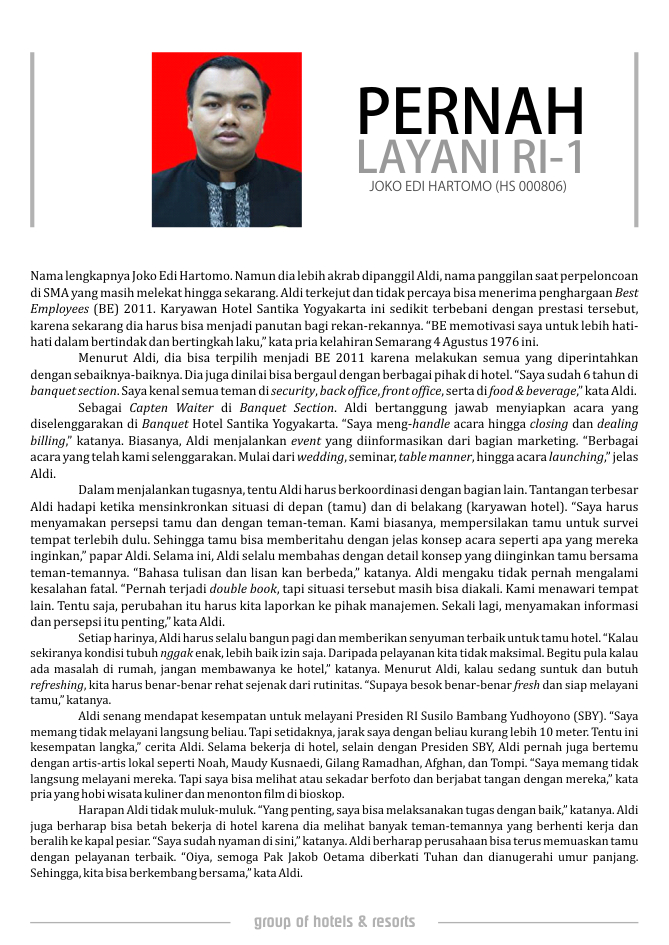 PERNAH
LAYANI RI-1
JOKO EDI HARTOMO (HS 000806)
Nama lengkapnya Joko Edi Hartomo. Namun dia lebih akrab dipanggil Aldi, nama panggilan saat perpeloncoan
di SMA yang masih melekat hingga sekarang. Aldi terkejut dan tidak percaya bisa menerima penghargaan Best
Employees (BE) 2011. Karyawan Hotel Santika Yogyakarta ini sedikit terbebani dengan prestasi tersebut,
karena sekarang dia harus bisa menjadi panutan bagi rekan-rekannya. “BE memotivasi saya untuk lebih hati-
hati dalam bertindak dan bertingkah laku,” kata pria kelahiran Semarang 4 Agustus 1976 ini.
Menurut Aldi, dia bisa terpilih menjadi BE 2011 karena melakukan semua yang diperintahkan
dengan sebaiknya-baiknya. Dia juga dinilai bisa bergaul dengan berbagai pihak di hotel. “Saya sudah 6 tahun di
banquet section. Saya kenal semua teman di security, back office, front office, serta di food & beverage,” kata Aldi.
Sebagai Capten Waiter di Banquet Section. Aldi bertanggung jawab menyiapkan acara yang
diselenggarakan di Banquet Hotel Santika Yogyakarta. “Saya meng-handle acara hingga closing dan dealing
billing,” katanya. Biasanya, Aldi menjalankan event yang diinformasikan dari bagian marketing. “Berbagai
acara yang telah kami selenggarakan. Mulai dari wedding, seminar, table manner, hingga acara launching,” jelas
Aldi.
Dalam menjalankan tugasnya, tentu Aldi harus berkoordinasi dengan bagian lain. Tantangan terbesar
Aldi hadapi ketika mensinkronkan situasi di depan (tamu) dan di belakang (karyawan hotel). “Saya harus
menyamakan persepsi tamu dan dengan teman-teman. Kami biasanya, mempersilakan tamu untuk survei
tempat terlebih dulu. Sehingga tamu bisa memberitahu dengan jelas konsep acara seperti apa yang mereka
inginkan,” papar Aldi. Selama ini, Aldi selalu membahas dengan detail konsep yang diinginkan tamu bersama
teman-temannya. “Bahasa tulisan dan lisan kan berbeda,” katanya. Aldi mengaku tidak pernah mengalami
kesalahan fatal. “Pernah terjadi double book, tapi situasi tersebut masih bisa diakali. Kami menawari tempat
lain. Tentu saja, perubahan itu harus kita laporkan ke pihak manajemen. Sekali lagi, menyamakan informasi
dan persepsi itu penting,” kata Aldi.
Setiap harinya, Aldi harus selalu bangun pagi dan memberikan senyuman terbaik untuk tamu hotel. “Kalau
sekiranya kondisi tubuh nggak enak, lebih baik izin saja. Daripada pelayanan kita tidak maksimal. Begitu pula kalau
ada masalah di rumah, jangan membawanya ke hotel,” katanya. Menurut Aldi, kalau sedang suntuk dan butuh
refreshing, kita harus benar-benar rehat sejenak dari rutinitas. “Supaya besok benar-benar fresh dan siap melayani
tamu,” katanya.
Aldi senang mendapat kesempatan untuk melayani Presiden RI Susilo Bambang Yudhoyono (SBY). “Saya
memang tidak melayani langsung beliau. Tapi setidaknya, jarak saya dengan beliau kurang lebih 10 meter. Tentu ini
kesempatan langka,” cerita Aldi. Selama bekerja di hotel, selain dengan Presiden SBY, Aldi pernah juga bertemu
dengan artis-artis lokal seperti Noah, Maudy Kusnaedi, Gilang Ramadhan, Afghan, dan Tompi. “Saya memang tidak
langsung melayani mereka. Tapi saya bisa melihat atau sekadar berfoto dan berjabat tangan dengan mereka,” kata
pria yang hobi wisata kuliner dan menonton film di bioskop.
Harapan Aldi tidak muluk-muluk. “Yang penting, saya bisa melaksanakan tugas dengan baik,” katanya. Aldi
juga berharap bisa betah bekerja di hotel karena dia melihat banyak teman-temannya yang berhenti kerja dan
beralih ke kapal pesiar. “Saya sudah nyaman di sini,” katanya. Aldi berharap perusahaan bisa terus memuaskan tamu
dengan pelayanan terbaik. “Oiya, semoga Pak Jakob Oetama diberkati Tuhan dan dianugerahi umur panjang.
Sehingga, kita bisa berkembang bersama,” kata Aldi.
group of hotels & resorts